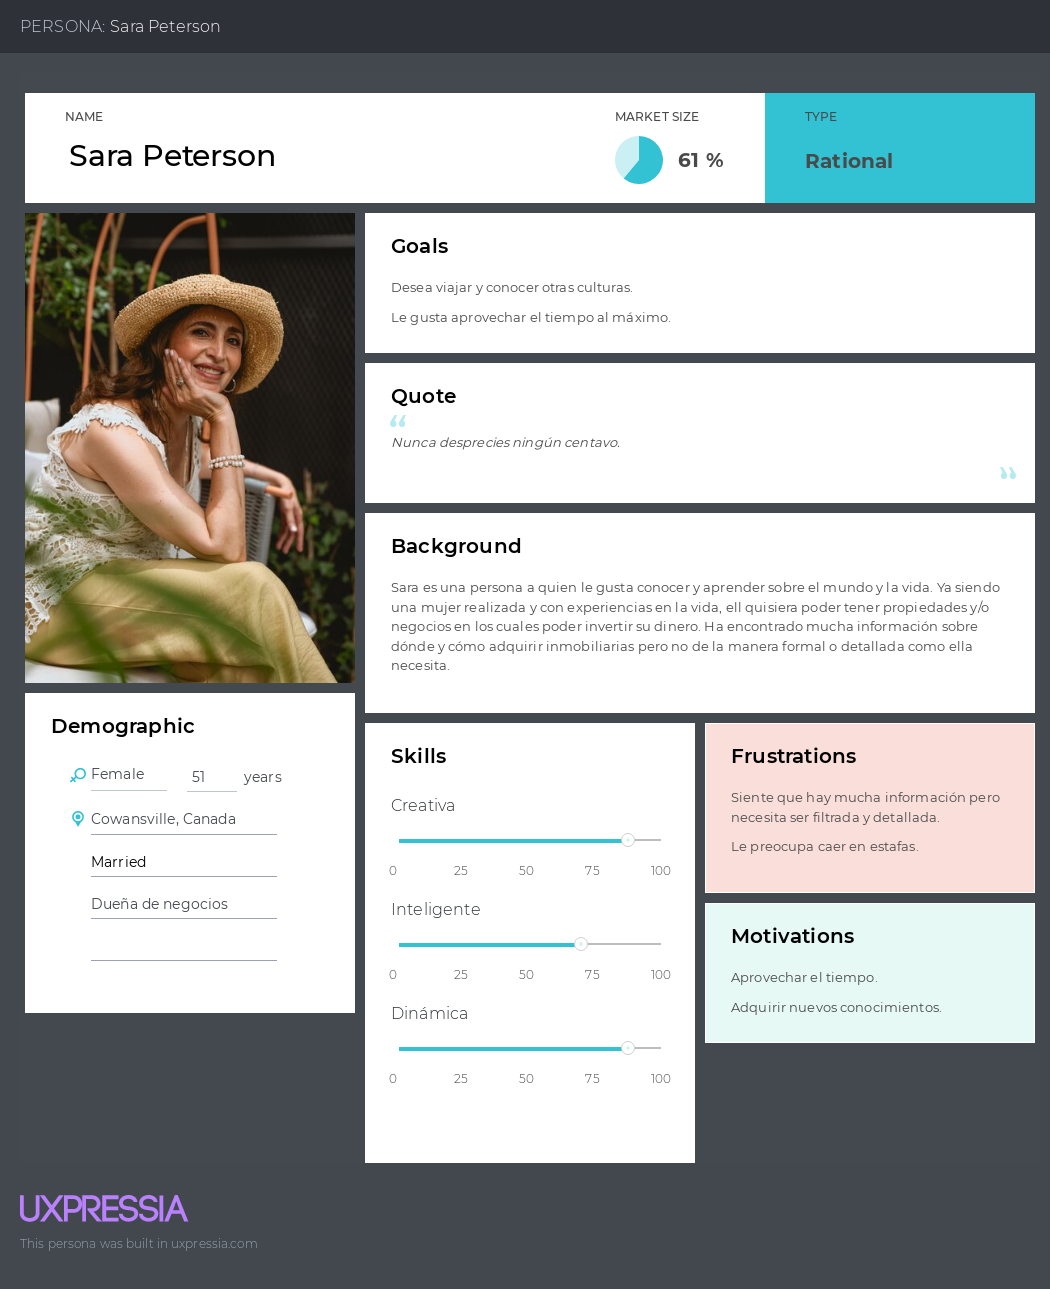 PERSONA: Sara Peterson
NAME
Sara Peterson
MARKET SIZE
61 %
TYPE
Rational
Goals
Desea viajar y conocer otras culturas.
Le gusta aprovechar el tiempo al máximo.
Quote
“
Nunca desprecies ningún centavo.
”
Background
Sara es una persona a quien le gusta conocer y aprender sobre el mundo y la vida. Ya siendo
una mujer realizada y con experiencias en la vida, ell quisiera poder tener propiedades y/o
negocios en los cuales poder invertir su dinero. Ha encontrado mucha información sobre
dónde y cómo adquirir inmobiliarias pero no de la manera formal o detallada como ella
necesita.
Demographic
Female 51 years
Cowansville, Canada
Married
Dueña de negocios
Skills
Creativa
0 25 50 75 100
Inteligente
0 25 50 75 100
Dinámica
0 25 50 75 100
Frustrations
Siente que hay mucha información pero
necesita ser filtrada y detallada.
Le preocupa caer en estafas.
Motivations
Aprovechar el tiempo.
Adquirir nuevos conocimientos.
UXPRESSIA
This persona was built in uxpressia.com